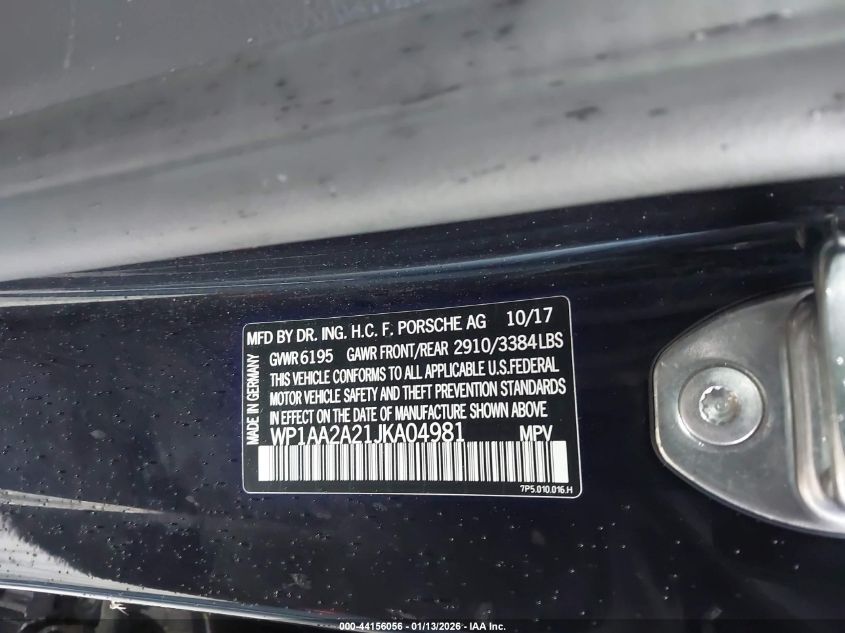 MFD BY DR. ING. H.C. F. PORSCHE AG 10/17
GVWR 6195 GAWR FRONT/REAR 2910/3384LBS
THIS VEHICLE CONFORMS TO ALL APPLICABLE U.S.FEDERAL
MOTOR VEHICLE SAFETY AND THEFT PREVENTION STANDARDS
IN EFFECT ON THE DATE OF MANUFACTURE SHOWN ABOVE
WP1AA2A21JKA04981 MPV
MADE IN GERMANY
7P5.010.016.H
000-44156056 - 01/13/2026 - IAA Inc.